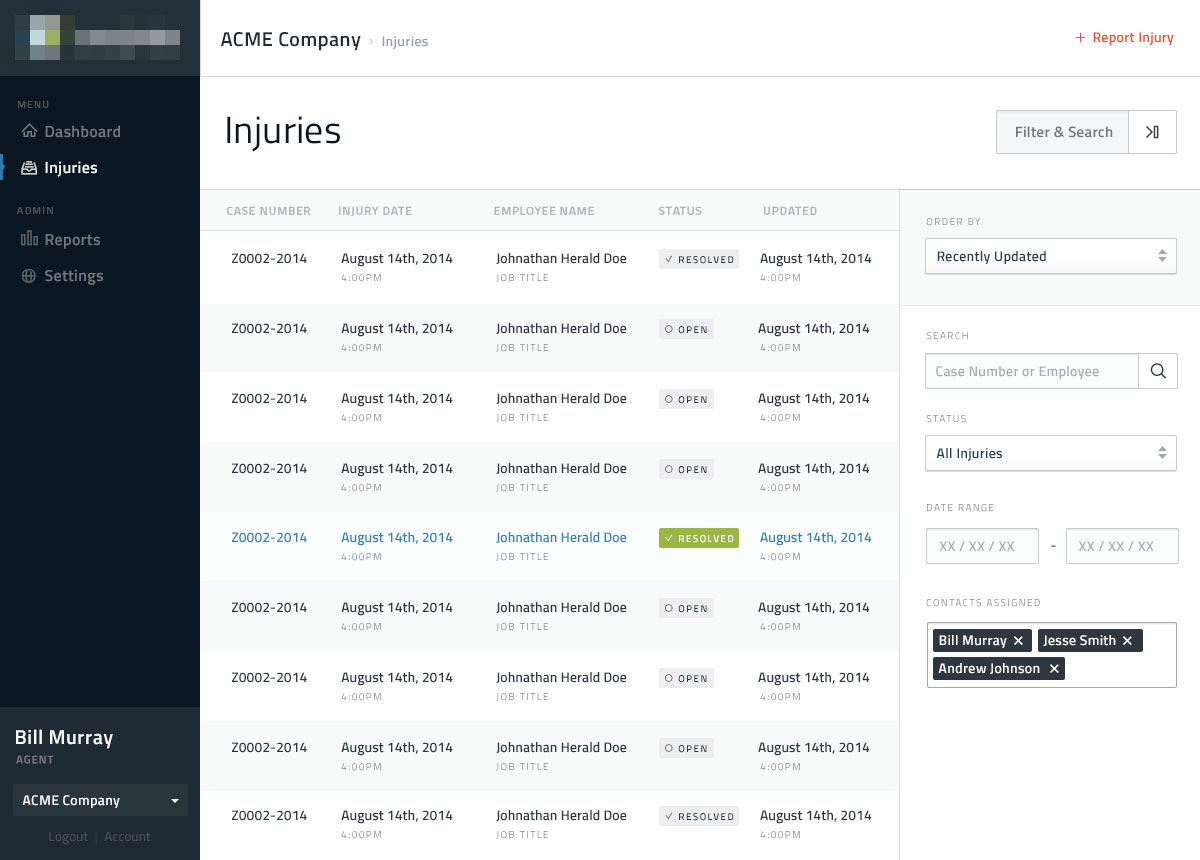 ACME Company › Injuries
+ Report Injury
MENU
Dashboard
Injuries
ADMIN
Reports
Settings
Bill Murray
AGENT
ACME Company
Logout | Account
Injuries
Filter & Search
CASE NUMBER INJURY DATE EMPLOYEE NAME STATUS UPDATED
Z0002-2014 August 14th, 2014 Johnathan Herald Doe ✓ RESOLVED August 14th, 2014
4:00PM JOB TITLE 4:00PM
Z0002-2014 August 14th, 2014 Johnathan Herald Doe OPEN August 14th, 2014
4:00PM JOB TITLE 4:00PM
Z0002-2014 August 14th, 2014 Johnathan Herald Doe OPEN August 14th, 2014
4:00PM JOB TITLE 4:00PM
Z0002-2014 August 14th, 2014 Johnathan Herald Doe OPEN August 14th, 2014
4:00PM JOB TITLE 4:00PM
Z0002-2014 August 14th, 2014 Johnathan Herald Doe ✓ RESOLVED August 14th, 2014
4:00PM JOB TITLE 4:00PM
Z0002-2014 August 14th, 2014 Johnathan Herald Doe OPEN August 14th, 2014
4:00PM JOB TITLE 4:00PM
Z0002-2014 August 14th, 2014 Johnathan Herald Doe OPEN August 14th, 2014
4:00PM JOB TITLE 4:00PM
Z0002-2014 August 14th, 2014 Johnathan Herald Doe OPEN August 14th, 2014
4:00PM JOB TITLE 4:00PM
Z0002-2014 August 14th, 2014 Johnathan Herald Doe ✓ RESOLVED August 14th, 2014
4:00PM JOB TITLE 4:00PM
ORDER BY
Recently Updated
SEARCH
Case Number or Employee
STATUS
All Injuries
DATE RANGE
XX / XX / XX - XX / XX / XX
CONTACTS ASSIGNED
Bill Murray ✕ Jesse Smith ✕
Andrew Johnson ✕